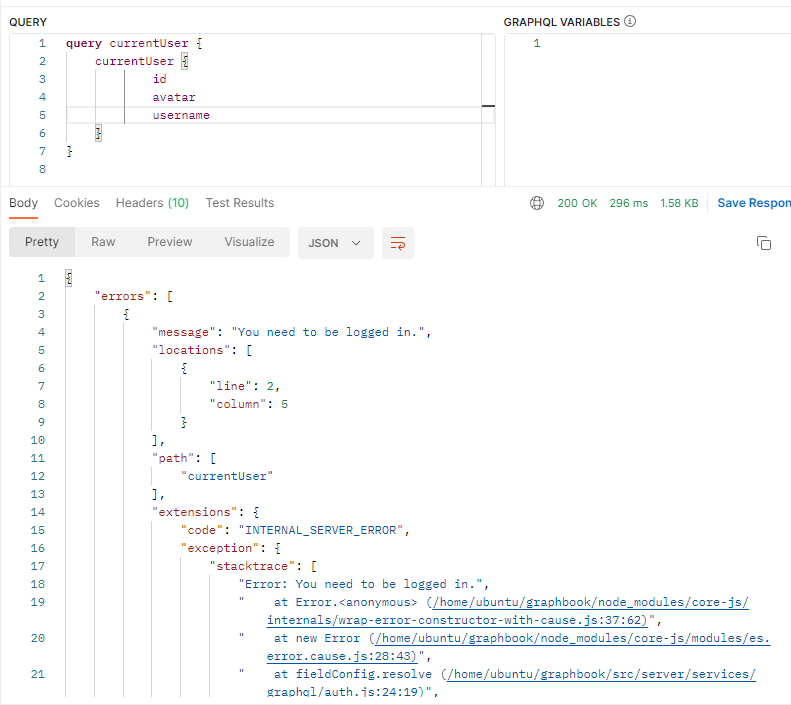 QUERY
GRAPHQL VARIABLES
1 query currentUser {
2 currentUser {
3 id
4 avatar
5 username
6 }
7 }
8
1
Body Cookies Headers (10) Test Results
200 OK 296 ms 1.58 KB Save Respon
Pretty Raw Preview Visualize JSON
1 {
2 "errors": [
3 {
4 "message": "You need to be logged in.",
5 "locations": [
6 {
7 "line": 2,
8 "column": 5
9 }
10 ],
11 "path": [
12 "currentUser"
13 ],
14 "extensions": {
15 "code": "INTERNAL_SERVER_ERROR",
16 "exception": {
17 "stacktrace": [
18 "Error: You need to be logged in.",
19 " at Error.<anonymous> (/home/ubuntu/graphbook/node_modules/core-js/
internals/wrap-error-constructor-with-cause.js:37:62)",
20 " at new Error (/home/ubuntu/graphbook/node_modules/core-js/modules/es.
error.cause.js:28:43)",
21 " at fieldConfig.resolve (/home/ubuntu/graphbook/src/server/services/
graphql/auth.js:24:19)",